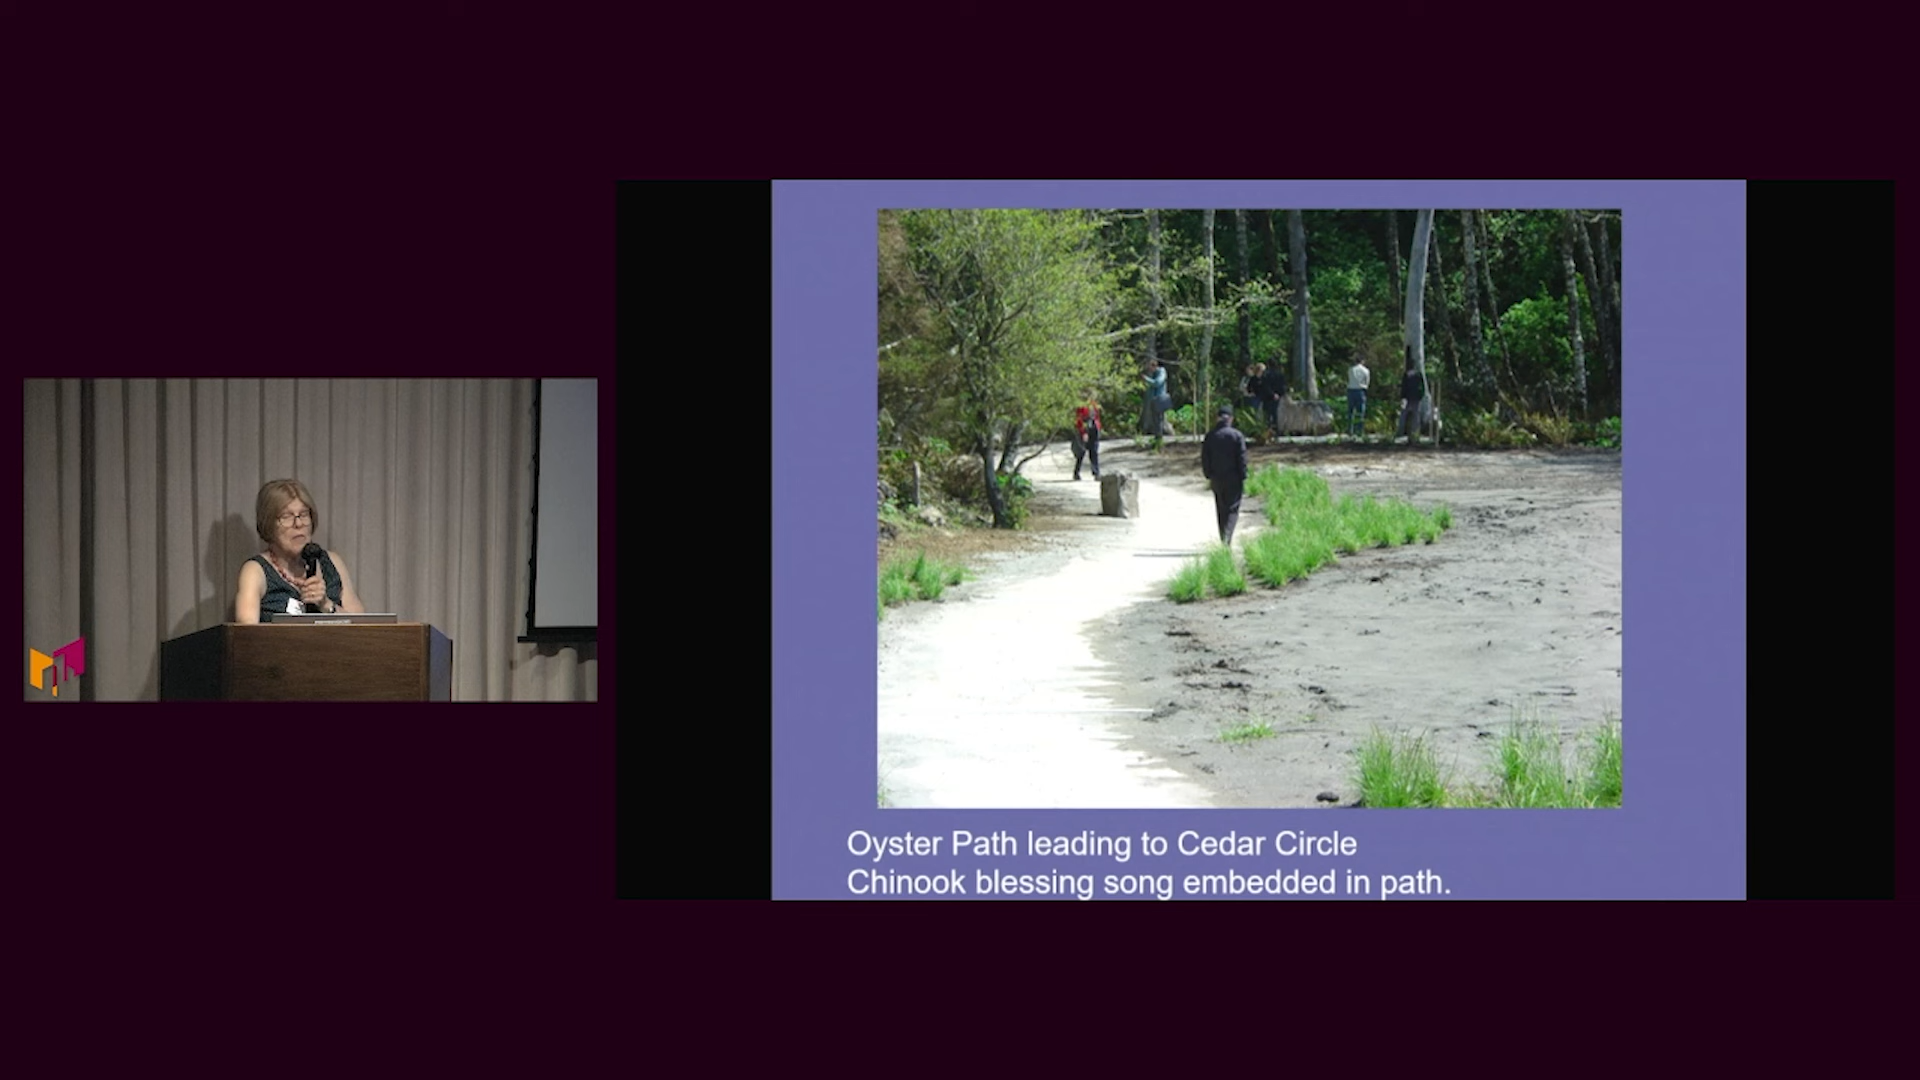 Oyster Path leading to Cedar Circle
Chinook blessing song embedded in path.